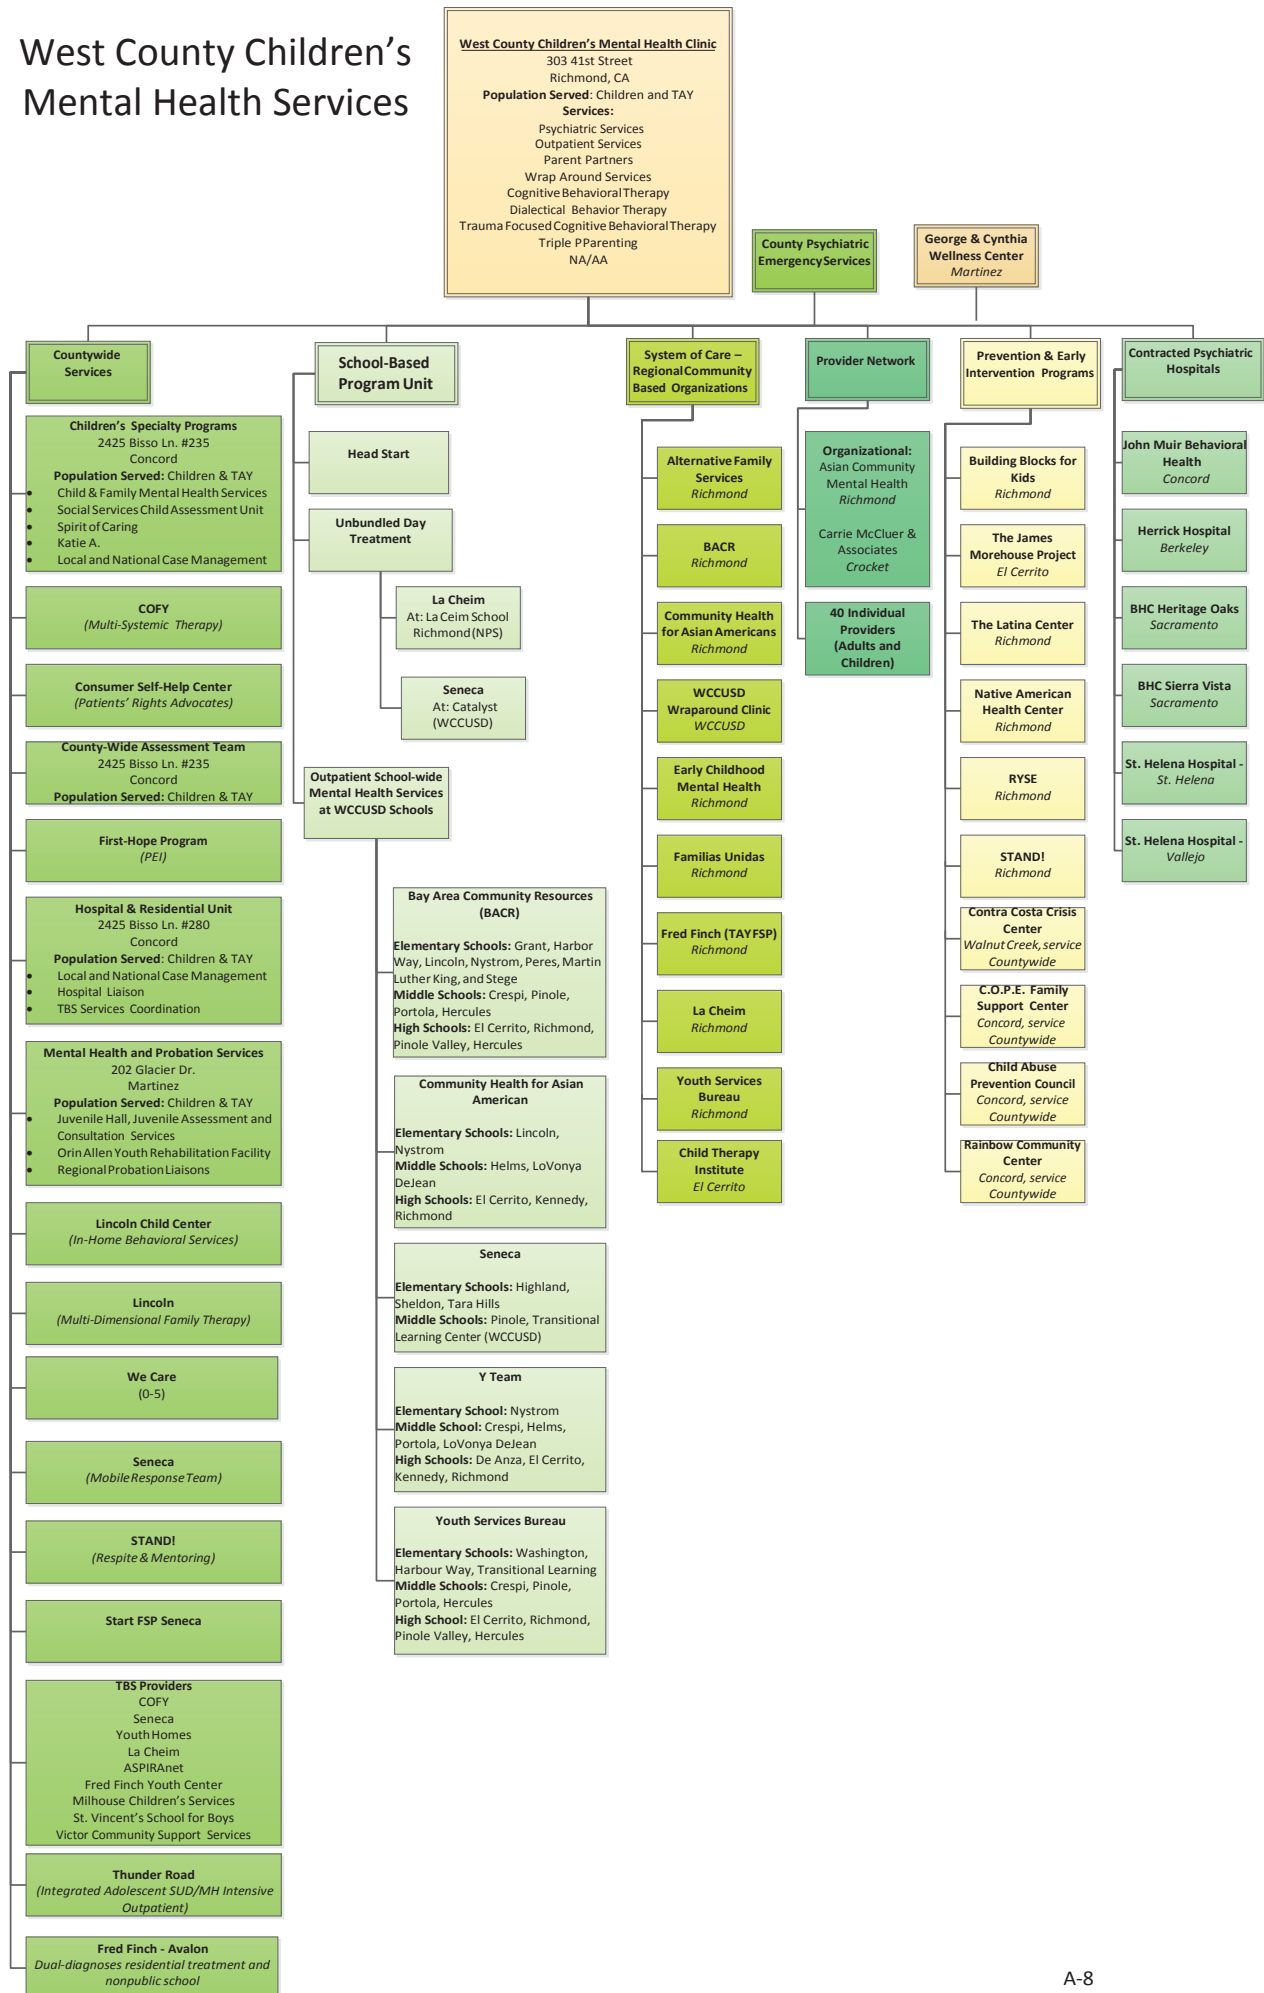 West County Children's
Mental Health Services
West County Children's Mental Health Clinic
303 41st Street
Richmond, CA
Population Served: Children and TAY
Services:
Psychiatric Services
Outpatient Services
Parent Partners
Wrap Around Services
Cognitive Behavioral Therapy
Dialectical Behavior Therapy
Trauma Focused Cognitive Behavioral Therapy
Triple P Parenting
NA/AA
County Psychiatric
Emergency Services
George & Cynthia
Wellness Center
Martinez
Countywide
Services
Children's Specialty Programs
2425 Bisso Ln. #235
Concord
Population Served: Children & TAY
• Child & Family Mental Health Services
• Social Services Child Assessment Unit
• Spirit of Caring
• Katie A.
• Local and National Case Management
COFY
(Multi-Systemic Therapy)
Consumer Self-Help Center
(Patients' Rights Advocates)
County-Wide Assessment Team
2425 Bisso Ln. #235
Concord
Population Served: Children & TAY
First-Hope Program
(PEI)
Hospital & Residential Unit
2425 Bisso Ln. #280
Concord
Population Served: Children & TAY
• Local and National Case Management
• Hospital Liaison
• TBS Services Coordination
Mental Health and Probation Services
202 Glacier Dr.
Martinez
Population Served: Children & TAY
• Juvenile Hall, Juvenile Assessment and
Consultation Services
• Orin Allen Youth Rehabilitation Facility
• Regional Probation Liaisons
Lincoln Child Center
(In-Home Behavioral Services)
Lincoln
(Multi-Dimensional Family Therapy)
We Care
(0-5)
Seneca
(Mobile Response Team)
STAND!
(Respite & Mentoring)
Start FSP Seneca
TBS Providers
COFY
Seneca
Youth Homes
La Cheim
ASPIRAnet
Fred Finch Youth Center
Milhouse Children's Services
St. Vincent's School for Boys
Victor Community Support Services
Thunder Road
(Integrated Adolescent SUD/MH Intensive
Outpatient)
Fred Finch - Avalon
Dual-diagnoses residential treatment and
nonpublic school
School-Based
Program Unit
Head Start
Unbundled Day
Treatment
La Cheim
At: La Ceim School
Richmond (NPS)
Seneca
At: Catalyst
(WCCUSD)
Outpatient School-wide
Mental Health Services
at WCCUSD Schools
Bay Area Community Resources
(BACR)
Elementary Schools: Grant, Harbor
Way, Lincoln, Nystrom, Peres, Martin
Luther King, and Stege
Middle Schools: Crespi, Pinole,
Portola, Hercules
High Schools: El Cerrito, Richmond,
Pinole Valley, Hercules
Community Health for Asian
American
Elementary Schools: Lincoln,
Nystrom
Middle Schools: Helms, LoVonya
DeJean
High Schools: El Cerrito, Kennedy,
Richmond
Seneca
Elementary Schools: Highland,
Sheldon, Tara Hills
Middle Schools: Pinole, Transitional
Learning Center (WCCUSD)
Y Team
Elementary School: Nystrom
Middle School: Crespi, Helms,
Portola, LoVonya DeJean
High Schools: De Anza, El Cerrito,
Kennedy, Richmond
Youth Services Bureau
Elementary Schools: Washington,
Harbour Way, Transitional Learning
Middle Schools: Crespi, Pinole,
Portola, Hercules
High School: El Cerrito, Richmond,
Pinole Valley, Hercules
System of Care –
Regional Community
Based Organizations
Alternative Family
Services
Richmond
BACR
Richmond
Community Health
for Asian Americans
Richmond
WCCUSD
Wraparound Clinic
WCCUSD
Early Childhood
Mental Health
Richmond
Familias Unidas
Richmond
Fred Finch (TAY FSP)
Richmond
La Cheim
Richmond
Youth Services
Bureau
Richmond
Child Therapy
Institute
El Cerrito
Provider Network
Organizational:
Asian Community
Mental Health
Richmond
Carrie McCluer &
Associates
Crocket
40 Individual
Providers
(Adults and
Children)
Prevention & Early
Intervention Programs
Building Blocks for
Kids
Richmond
The James
Morehouse Project
El Cerrito
The Latina Center
Richmond
Native American
Health Center
Richmond
RYSE
Richmond
STAND!
Richmond
Contra Costa Crisis
Center
Walnut Creek, service
Countywide
C.O.P.E. Family
Support Center
Concord, service
Countywide
Child Abuse
Prevention Council
Concord, service
Countywide
Rainbow Community
Center
Concord, service
Countywide
Contracted Psychiatric
Hospitals
John Muir Behavioral
Health
Concord
Herrick Hospital
Berkeley
BHC Heritage Oaks
Sacramento
BHC Sierra Vista
Sacramento
St. Helena Hospital -
St. Helena
St. Helena Hospital -
Vallejo
A-8